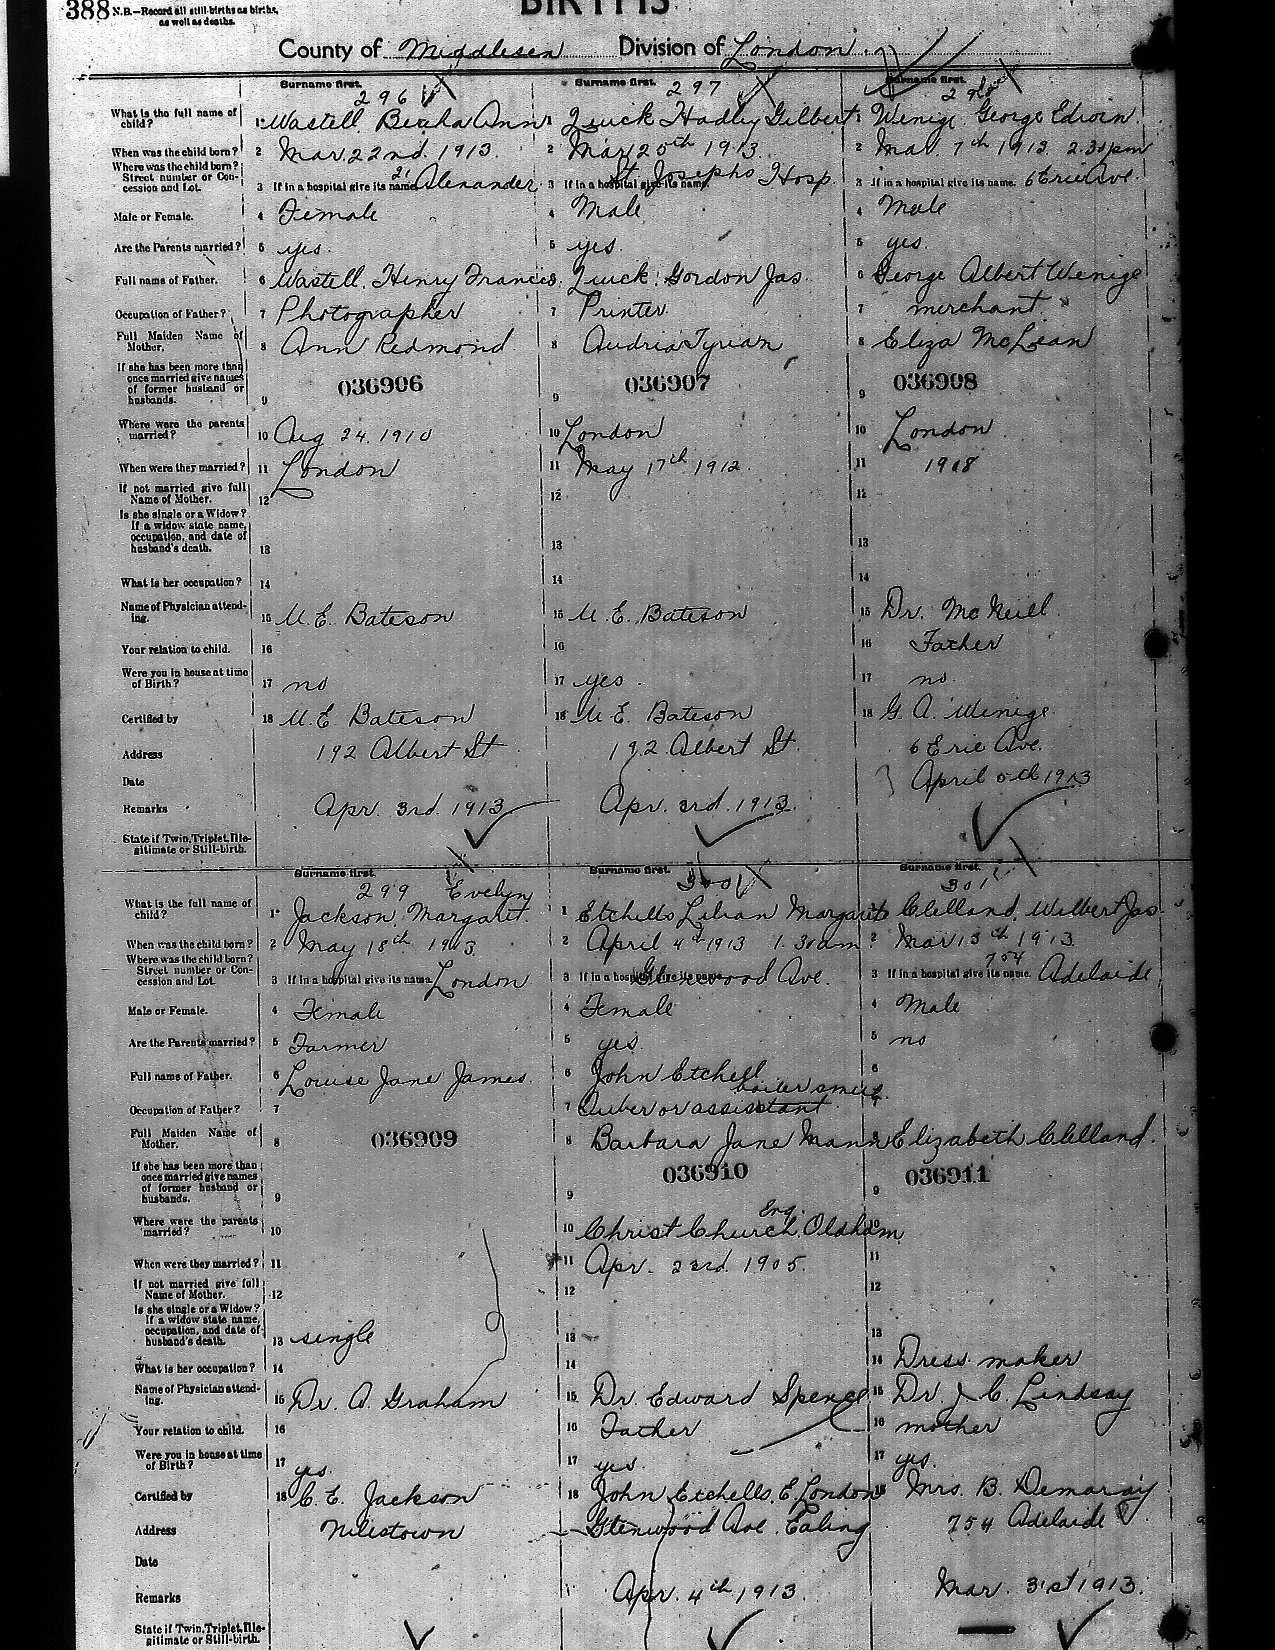 388 N.B.—Record all still-births as births,
as well as deaths.
BIRTHS
County of Middlesex Division of London
Surname first.
296
What is the full name of child? 1 Wastell Ann
When was the child born? 2 Mar 22nd 1913
Where was the child born? Street number or Concession and Lot. 3 If in a hospital give its name. Alexander
Male or Female. 4 Female
Are the Parents married? 5 yes
Full name of Father. 6 Wastell, Henry Francis
Occupation of Father? 7 Photographer
Full Maiden Name of Mother. 8 Ann Redmond
If she has been more than once married give names of former husband or husbands. 9
036906
Where were the parents married? 10 Aug 24 1910
When were they married? 11 London
If not married give full Name of Mother. 12
Is she single or a Widow? If a widow state name, occupation, and date of husband's death. 13
What is her occupation? 14
Name of Physician attending. 15 U. E. Bateson
Your relation to child. 16
Were you in house at time of Birth? 17 no
Certified by 18 U. E. Bateson
Address 192 Albert St
Date
Remarks Apr. 3rd 1913
State if Twin, Triplet, Illegitimate or Still-birth.
Surname first.
297
1 Quick Hadley Gilbert
2 Mar 20th 1913
3 If in a hospital give its name. St Josephs Hosp.
4 Male
5 yes.
6 Quick Gordon Jas
7 Printer
8 Audria Tyrian
036907
9
10 London
11 May 17th 1912.
12
13
14
15 U. E. Bateson
16
17 yes
18 U. E. Bateson
192 Albert St.
Apr. 3rd. 1913.
Surname first.
298
1 Wenige George Edwin
2 Mar 7th 1913 2.30 pm
3 If in a hospital give its name. 6 Erie Ave.
4 Male
5 yes.
6 George Albert Wenige
7 merchant
8 Eliza McLean
036908
9
10 London
11 1908
12
13
14
15 Dr. McNeill
16 Father
17 no
18 G. A. Wenige
6 Erie Ave.
April 5th 1913
Surname first.
299 Evelyn
What is the full name of child? 1 Jackson Margaret.
When was the child born? 2 May 18th 1913
Where was the child born? Street number or Concession and Lot. 3 If in a hospital give its name. London
Male or Female. 4 Female
Are the Parents married? 5 Farmer
Full name of Father. 6 Louise Jane James
Occupation of Father? 7
Full Maiden Name of Mother. 8
036909
If she has been more than once married give names of former husband or husbands. 9
Where were the parents married? 10
When were they married? 11
If not married give full Name of Mother. 12
Is she single or a Widow? If a widow state name, occupation, and date of husband's death. 13 single
What is her occupation? 14
Name of Physician attending. 15 Dr. A. Graham
Your relation to child. 16
Were you in house at time of Birth? 17 yes
Certified by 18 C. E. Jackson
Address Nilestown
Date
Remarks
State if Twin, Triplet, Illegitimate or Still-birth.
Surname first.
300
1 Etchells Lilian Margaret
2 April 4th 1913 1.30 am
3 If in a hospital give its name. Glenwood Ave.
4 Female
5 yes.
6 John Etchell
boiler smith
7 or assistant
8 Barbara Jane Mann
036910
9
Eng.
10 Christ Church, Oldham
11 Apr. 23rd 1905.
12
13
14
15 Dr Edward Spence
16 Father
17 yes.
18 John Etchells, E. London
Glenwood Ave. Ealing
Apr. 4th 1913.
Surname first.
301
1 Clelland, Wilbert Jas
2 Mar 13th 1913
754
3 If in a hospital give its name. Adelaide
4 Male
5 no
6
7
8 Elizabeth Clelland.
036911
9
10
11
12
13
14 Dress maker
15 Dr J. C. Lindsay
16 mother
17 yes.
18 Mrs. B. Demaray
754 Adelaide
Mar. 31st 1913.